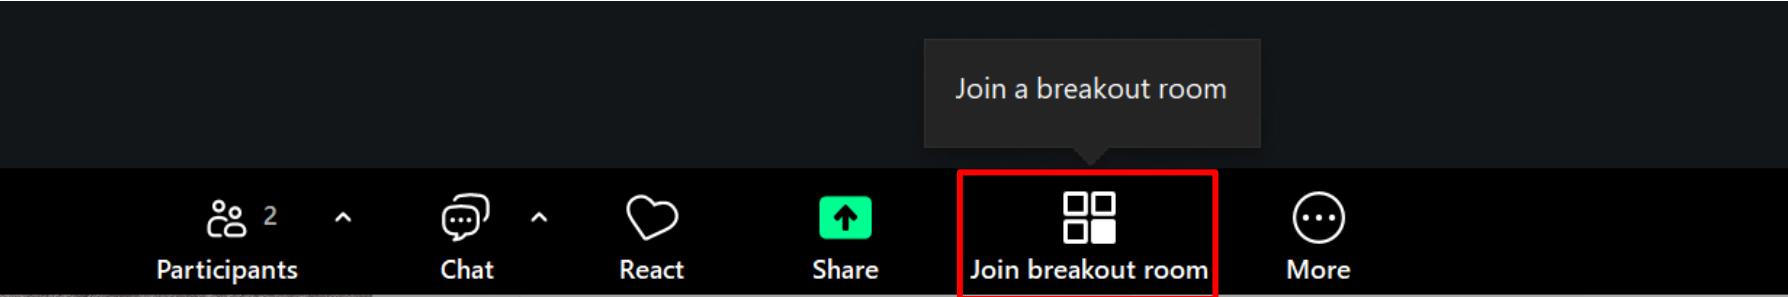 Join a breakout room
2
Participants
Chat
React
Share
Join breakout room
More